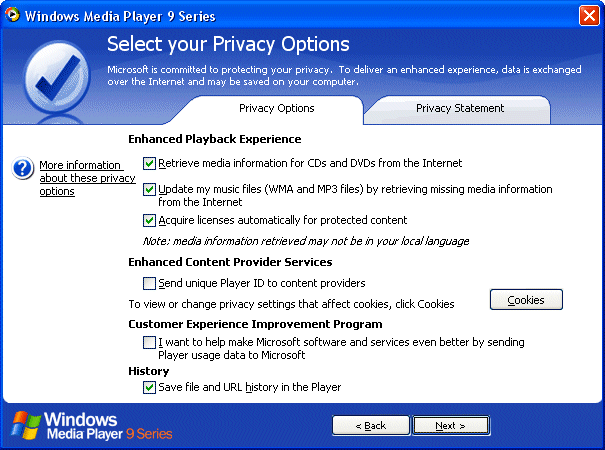 Windows Media Player 9 Series
Select your Privacy Options
Microsoft is committed to protecting your privacy. To deliver an enhanced experience, data is exchanged
over the Internet and may be saved on your computer.
Privacy Options
Privacy Statement
Enhanced Playback Experience
More information
about these privacy
options
Retrieve media information for CDs and DVDs from the Internet
Update my music files (WMA and MP3 files) by retrieving missing media information
from the Internet
Acquire licenses automatically for protected content
Note: media information retrieved may not be in your local language
Enhanced Content Provider Services
Send unique Player ID to content providers
To view or change privacy settings that affect cookies, click Cookies
Cookies
Customer Experience Improvement Program
I want to help make Microsoft software and services even better by sending
Player usage data to Microsoft
History
Save file and URL history in the Player
Windows
Media Player 9 Series
< Back
Next >